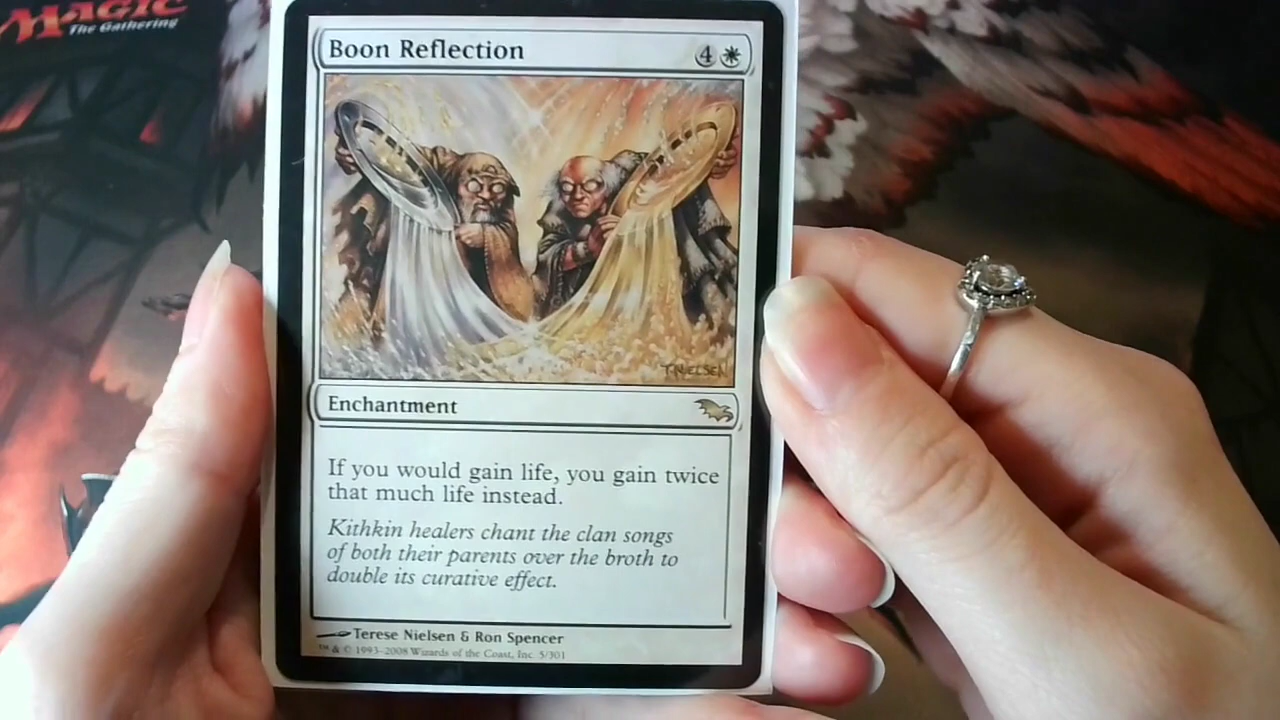 MAGIC
The Gathering
Boon Reflection 4
T. NIELSEN
Enchantment
If you would gain life, you gain twice
that much life instead.
Kithkin healers chant the clan songs
of both their parents over the broth to
double its curative effect.
Terese Nielsen & Ron Spencer
™ & © 1993–2008 Wizards of the Coast, Inc. 5/301